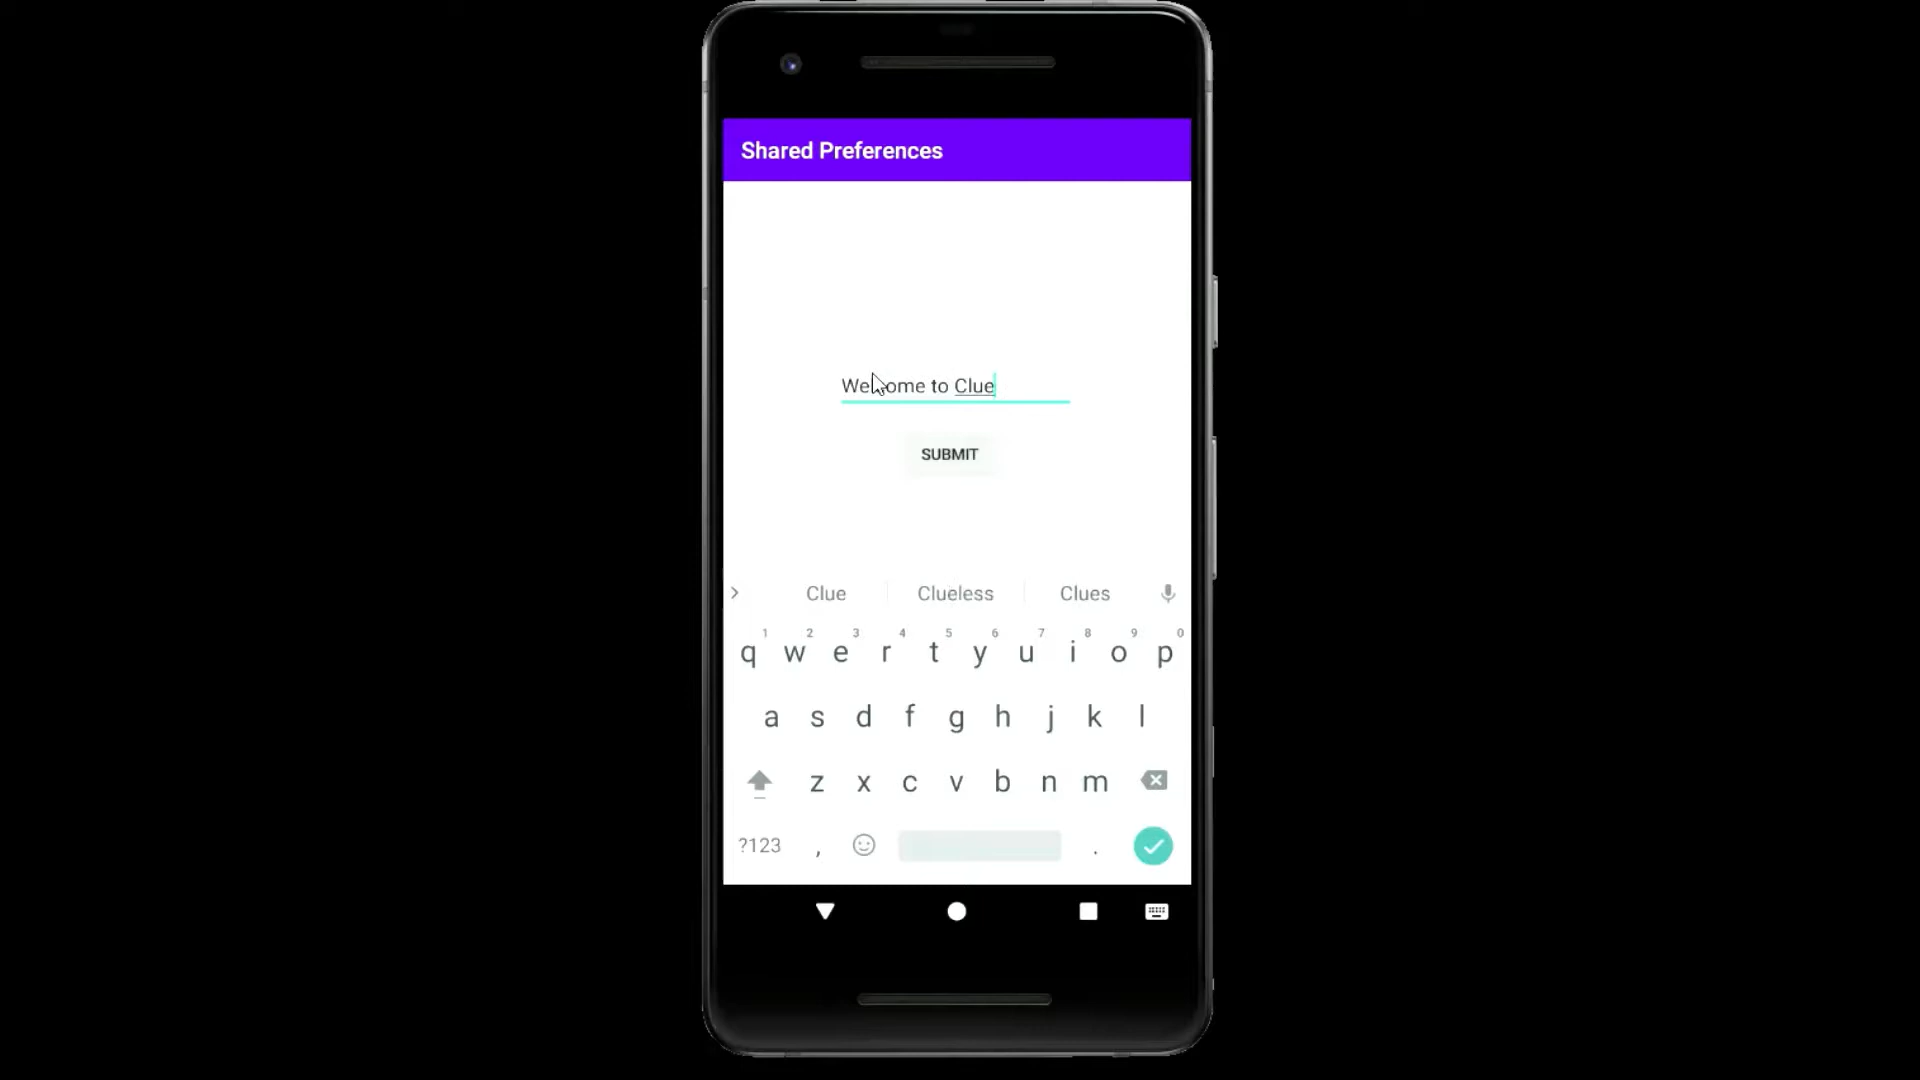 Shared Preferences
Welcome to Clue
SUBMIT
Clue Clueless Clues
1 2 3 4 5 6 7 8 9 0
q w e r t y u i o p
a s d f g h j k l
z x c v b n m
?123 , .